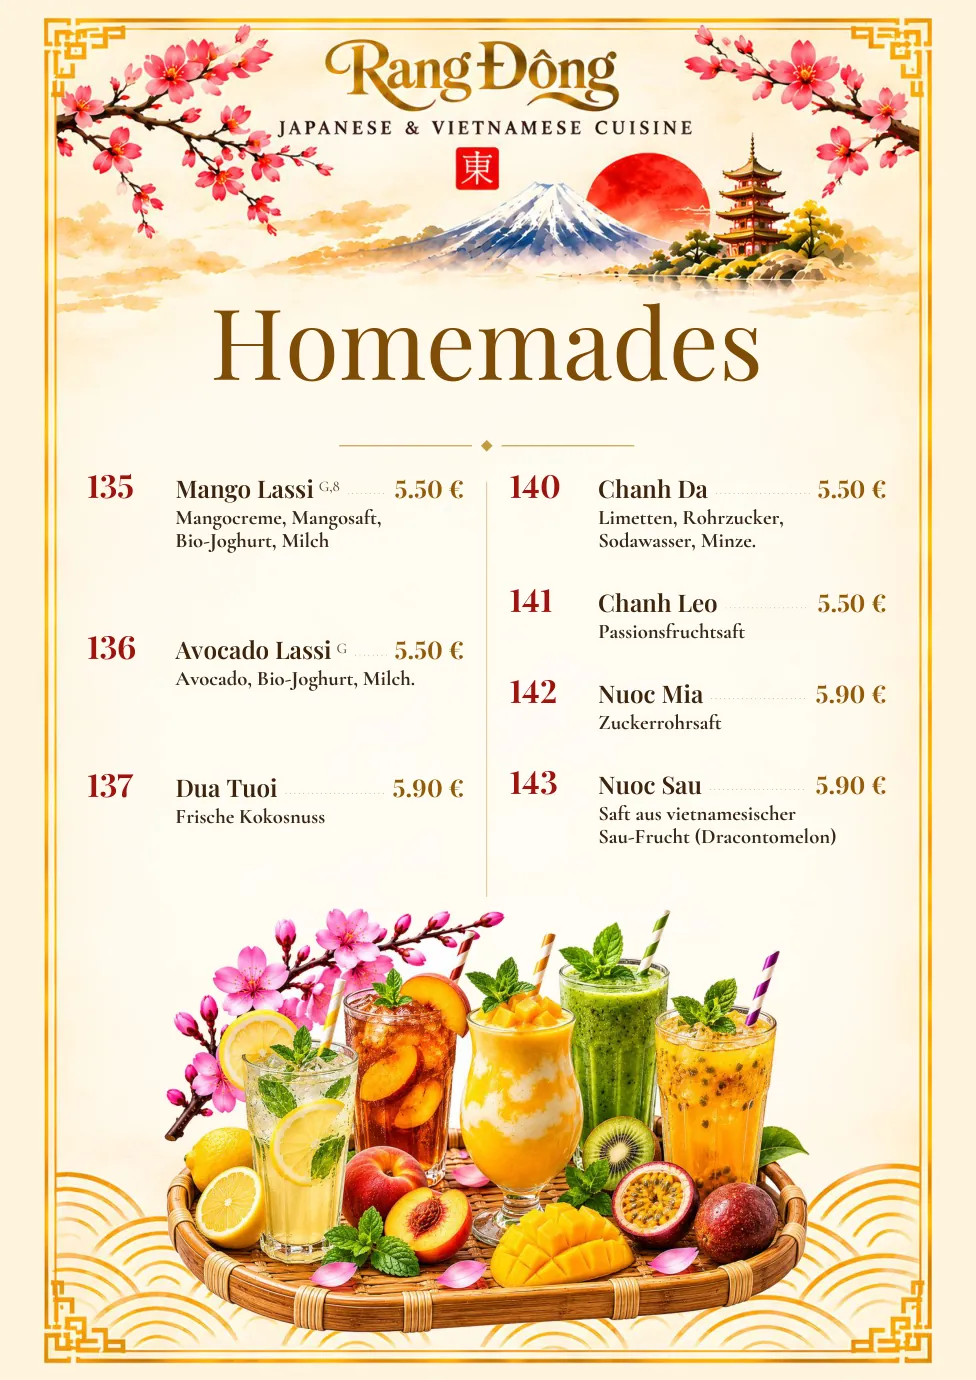 Rang Đông
JAPANESE & VIETNAMESE CUISINE
東
Homemades
135 Mango Lassi G,8 5.50 €
Mangocreme, Mangosaft,
Bio-Joghurt, Milch
136 Avocado Lassi G 5.50 €
Avocado, Bio-Joghurt, Milch.
137 Dua Tuoi 5.90 €
Frische Kokosnuss
140 Chanh Da 5.50 €
Limetten, Rohrzucker,
Sodawasser, Minze.
141 Chanh Leo 5.50 €
Passionsfruchtsaft
142 Nuoc Mia 5.90 €
Zuckerrohrsaft
143 Nuoc Sau 5.90 €
Saft aus vietnamesischer
Sau-Frucht (Dracontomelon)